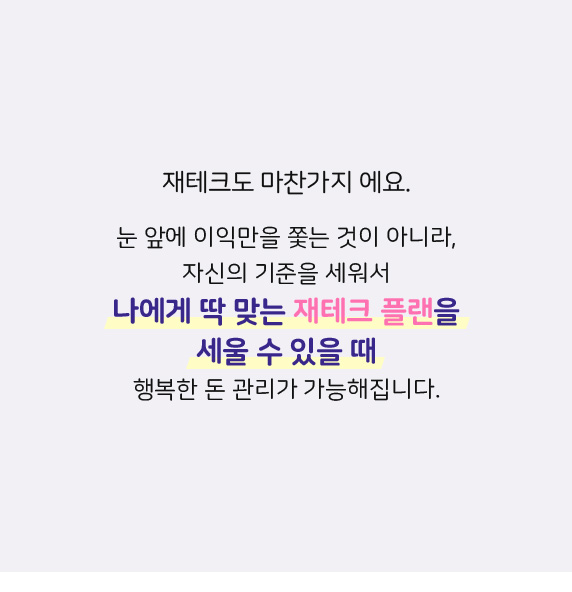 재테크도 마찬가지 에요.
눈 앞에 이익만을 쫓는 것이 아니라,
자신의 기준을 세워서
나에게 딱 맞는 재테크 플랜을
세울 수 있을 때
행복한 돈 관리가 가능해집니다.